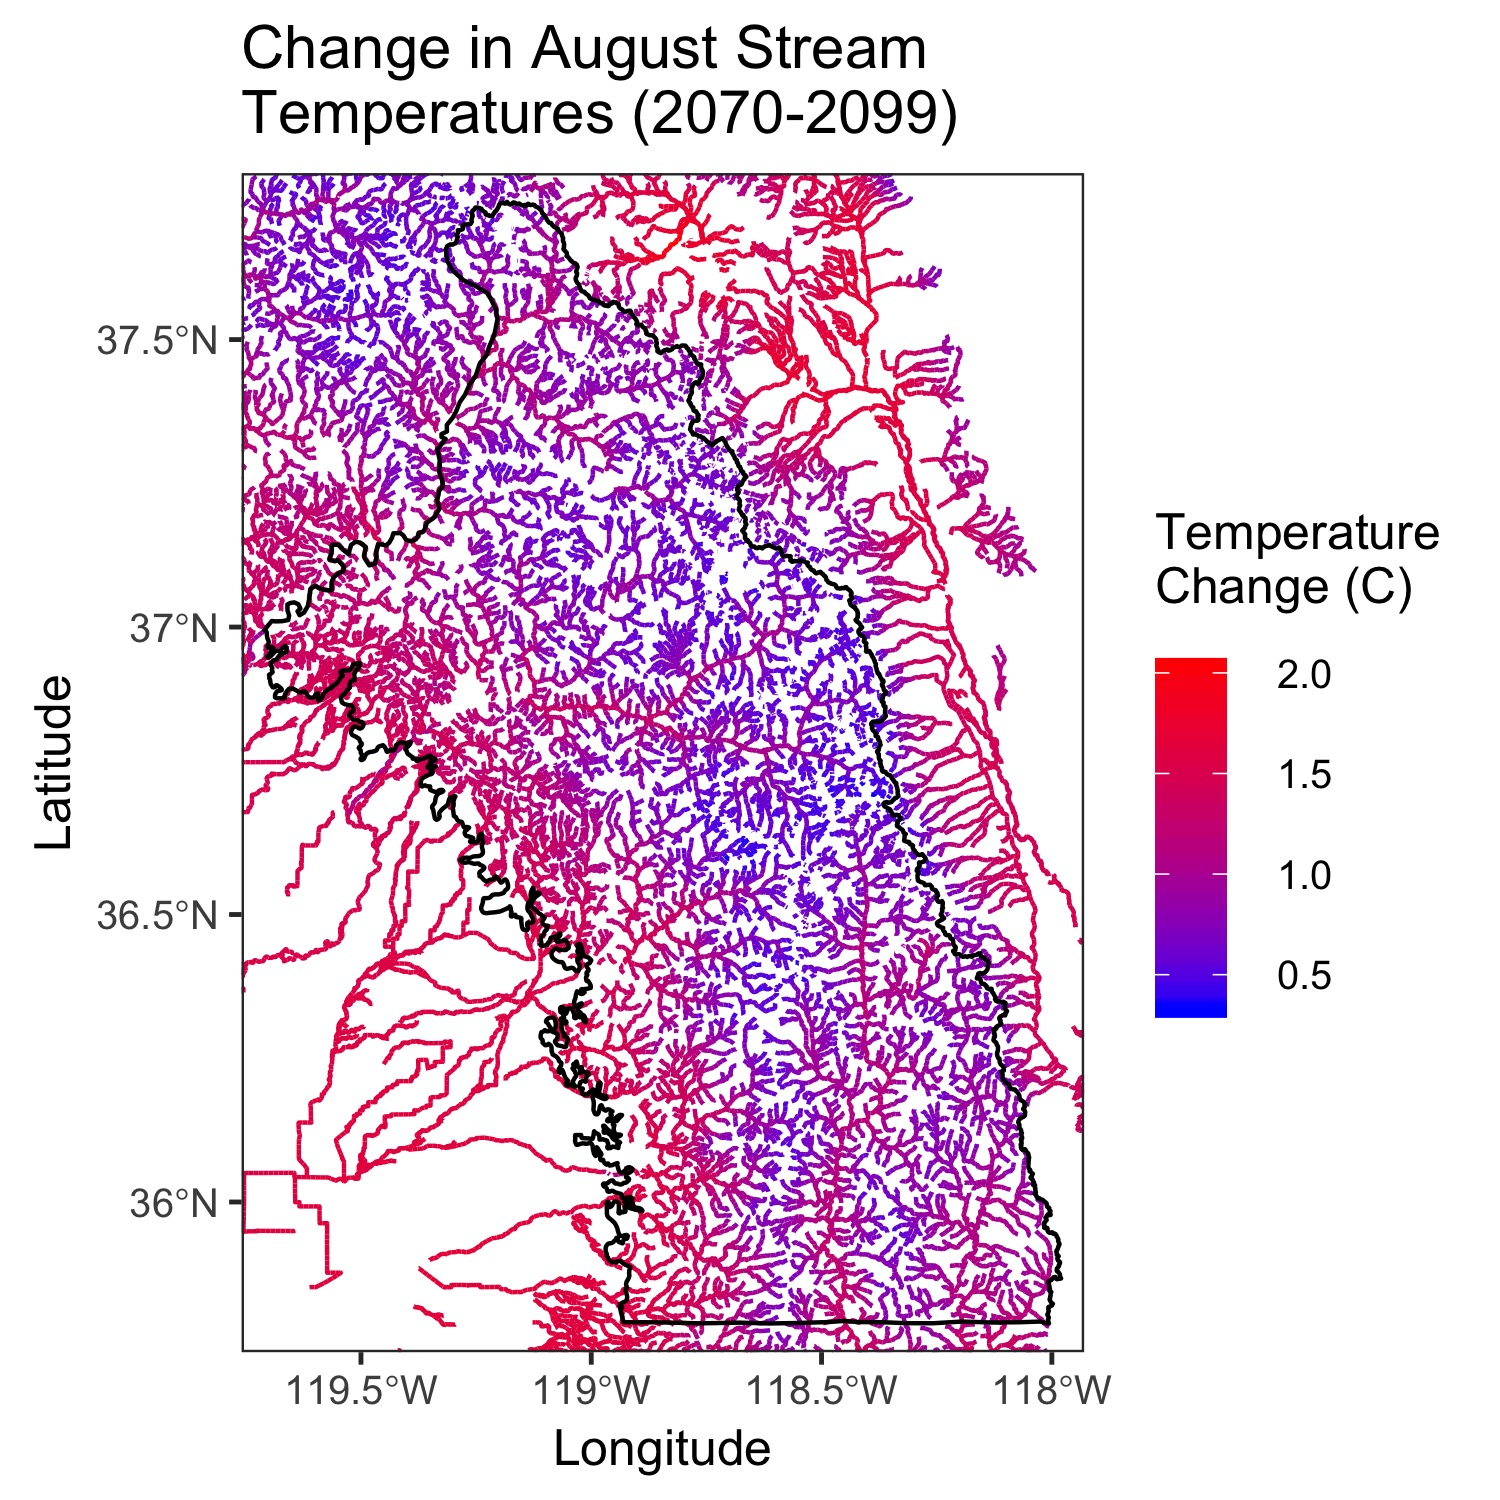 Change in August Stream
Temperatures (2070-2099)
37.5°N
37°N
36.5°N
36°N
Latitude
119.5°W
119°W
118.5°W
118°W
Longitude
Temperature
Change (C)
2.0
1.5
1.0
0.5